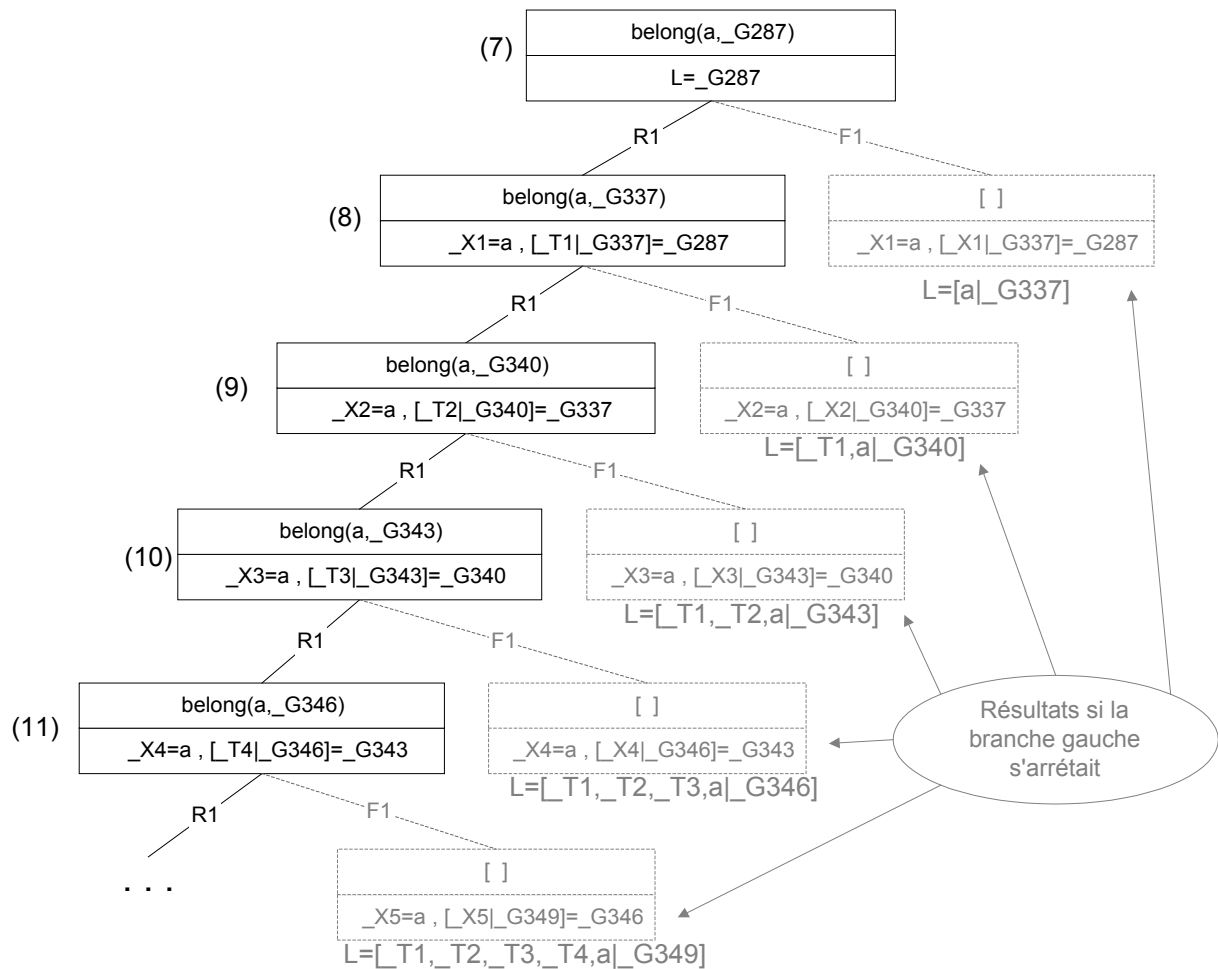 belong(a,_G287)
(7)
L=_G287
R1
F1
belong(a,_G337)
[ ]
(8)
_X1=a , [_T1|_G337]=_G287
_X1=a , [_X1|_G337]=_G287
L=[a|_G337]
R1
F1
belong(a,_G340)
[ ]
(9)
_X2=a , [_T2|_G340]=_G337
_X2=a , [_X2|_G340]=_G337
L=[_T1,a|_G340]
R1
F1
belong(a,_G343)
[ ]
(10)
_X3=a , [_T3|_G343]=_G340
_X3=a , [_X3|_G343]=_G340
L=[_T1,_T2,a|_G343]
R1
F1
belong(a,_G346)
[ ]
(11)
_X4=a , [_T4|_G346]=_G343
_X4=a , [_X4|_G346]=_G343
L=[_T1,_T2,_T3,a|_G346]
Résultats si la
branche gauche
s'arrétait
R1
F1
. . .
[ ]
_X5=a , [_X5|_G349]=_G346
L=[_T1,_T2,_T3,_T4,a|_G349]